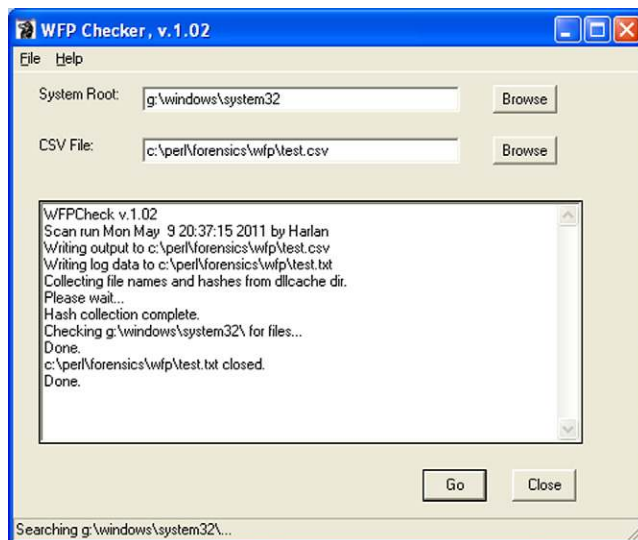 WFP Checker, v.1.02
File Help
System Root: g:\windows\system32 Browse
CSV File: c:\perl\forensics\wfp\test.csv Browse
WFPCheck v.1.02
Scan run Mon May  9 20:37:15 2011 by Harlan
Writing output to c:\perl\forensics\wfp\test.csv
Writing log data to c:\perl\forensics\wfp\test.txt
Collecting file names and hashes from dllcache dir.
Please wait...
Hash collection complete.
Checking g:\windows\system32\ for files...
Done.
c:\perl\forensics\wfp\test.txt closed.
Done.
Go Close
Searching g:\windows\system32\...